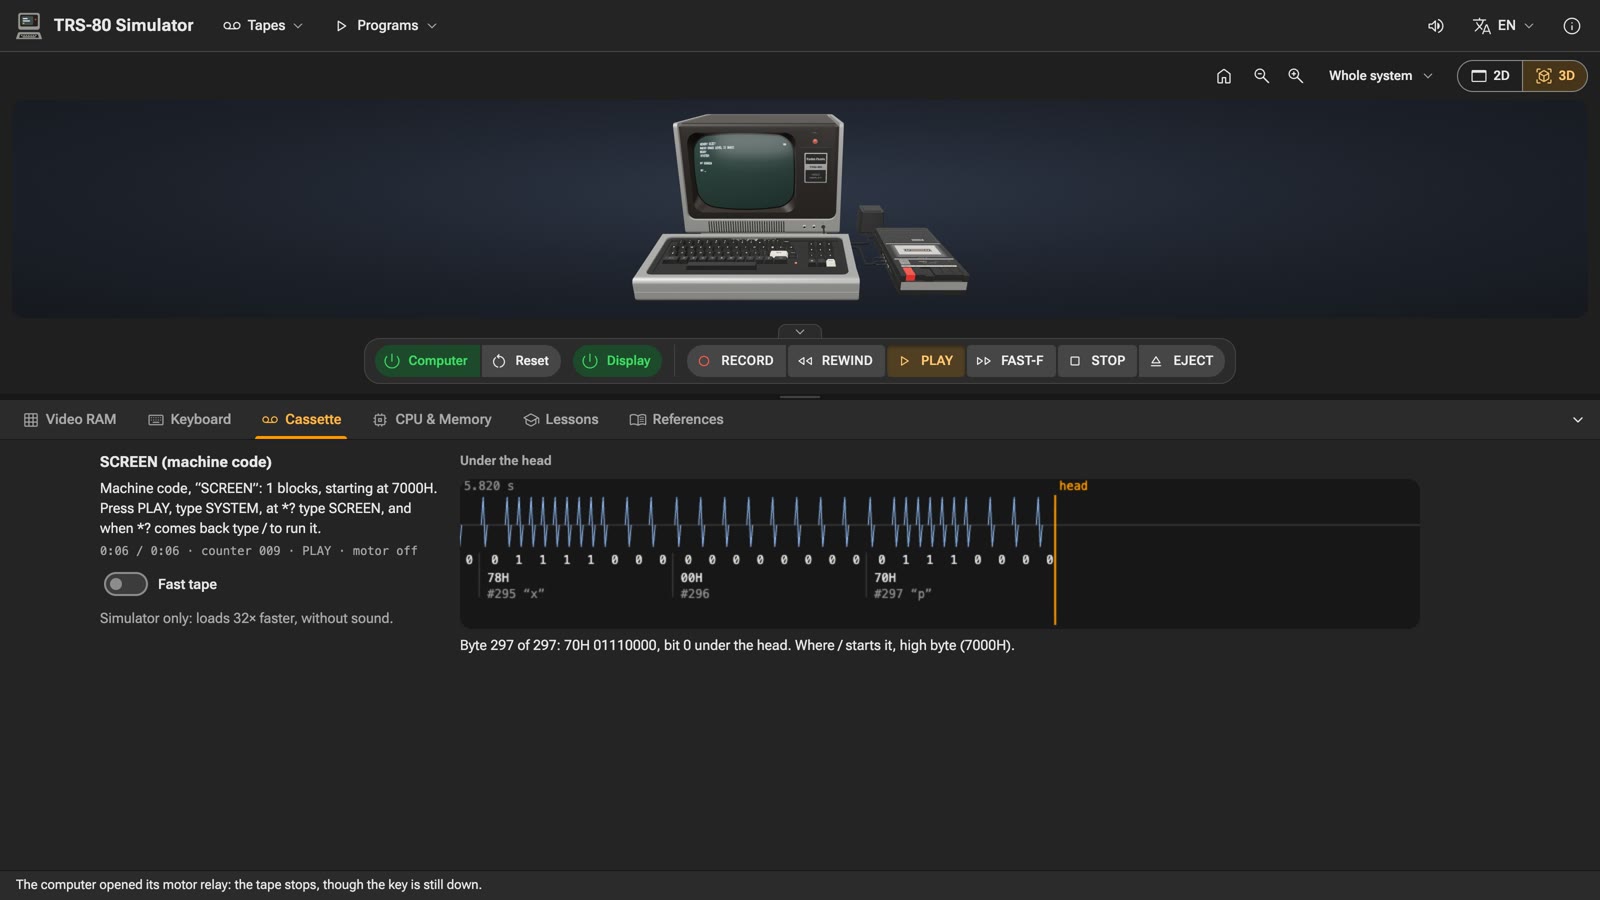 TRS-80 Simulator
Tapes
Programs
EN
Whole system
2D
3D
Computer
Reset
Display
RECORD
REWIND
PLAY
FAST-F
STOP
EJECT
Video RAM
Keyboard
Cassette
CPU & Memory
Lessons
References
SCREEN (machine code)
Machine code, “SCREEN”: 1 blocks, starting at 7000H.
Press PLAY, type SYSTEM, at *? type SCREEN, and
when *? comes back type / to run it.
0:06 / 0:06 · counter 009 · PLAY · motor off
Fast tape
Simulator only: loads 32× faster, without sound.
Under the head
5.820 s
head
0 0 1 1 1 1 0 0 0 0 0 0 0 0 0 0 0 0 1 1 1 0 0 0 0
78H 00H 70H
#295 “x” #296 #297 “p”
Byte 297 of 297: 70H 01110000, bit 0 under the head. Where / starts it, high byte (7000H).
The computer opened its motor relay: the tape stops, though the key is still down.